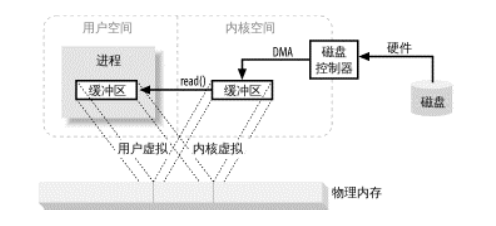 用户空间
内核空间
进程
DMA
磁盘
控制器
硬件
缓冲区
read()
缓冲区
磁盘
用户虚拟
内核虚拟
物理内存